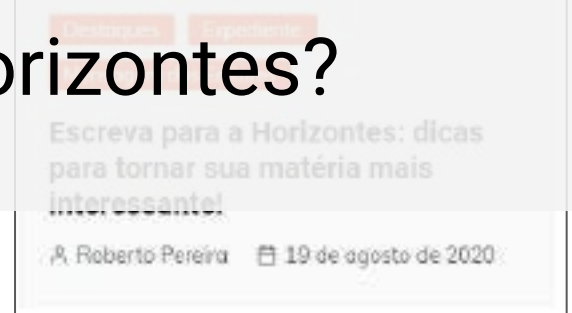 Destaques Expediente
orizontes?
Escreva para a Horizontes: dicas
para tornar sua matéria mais
interessante!
Roberto Pereira 19 de agosto de 2020